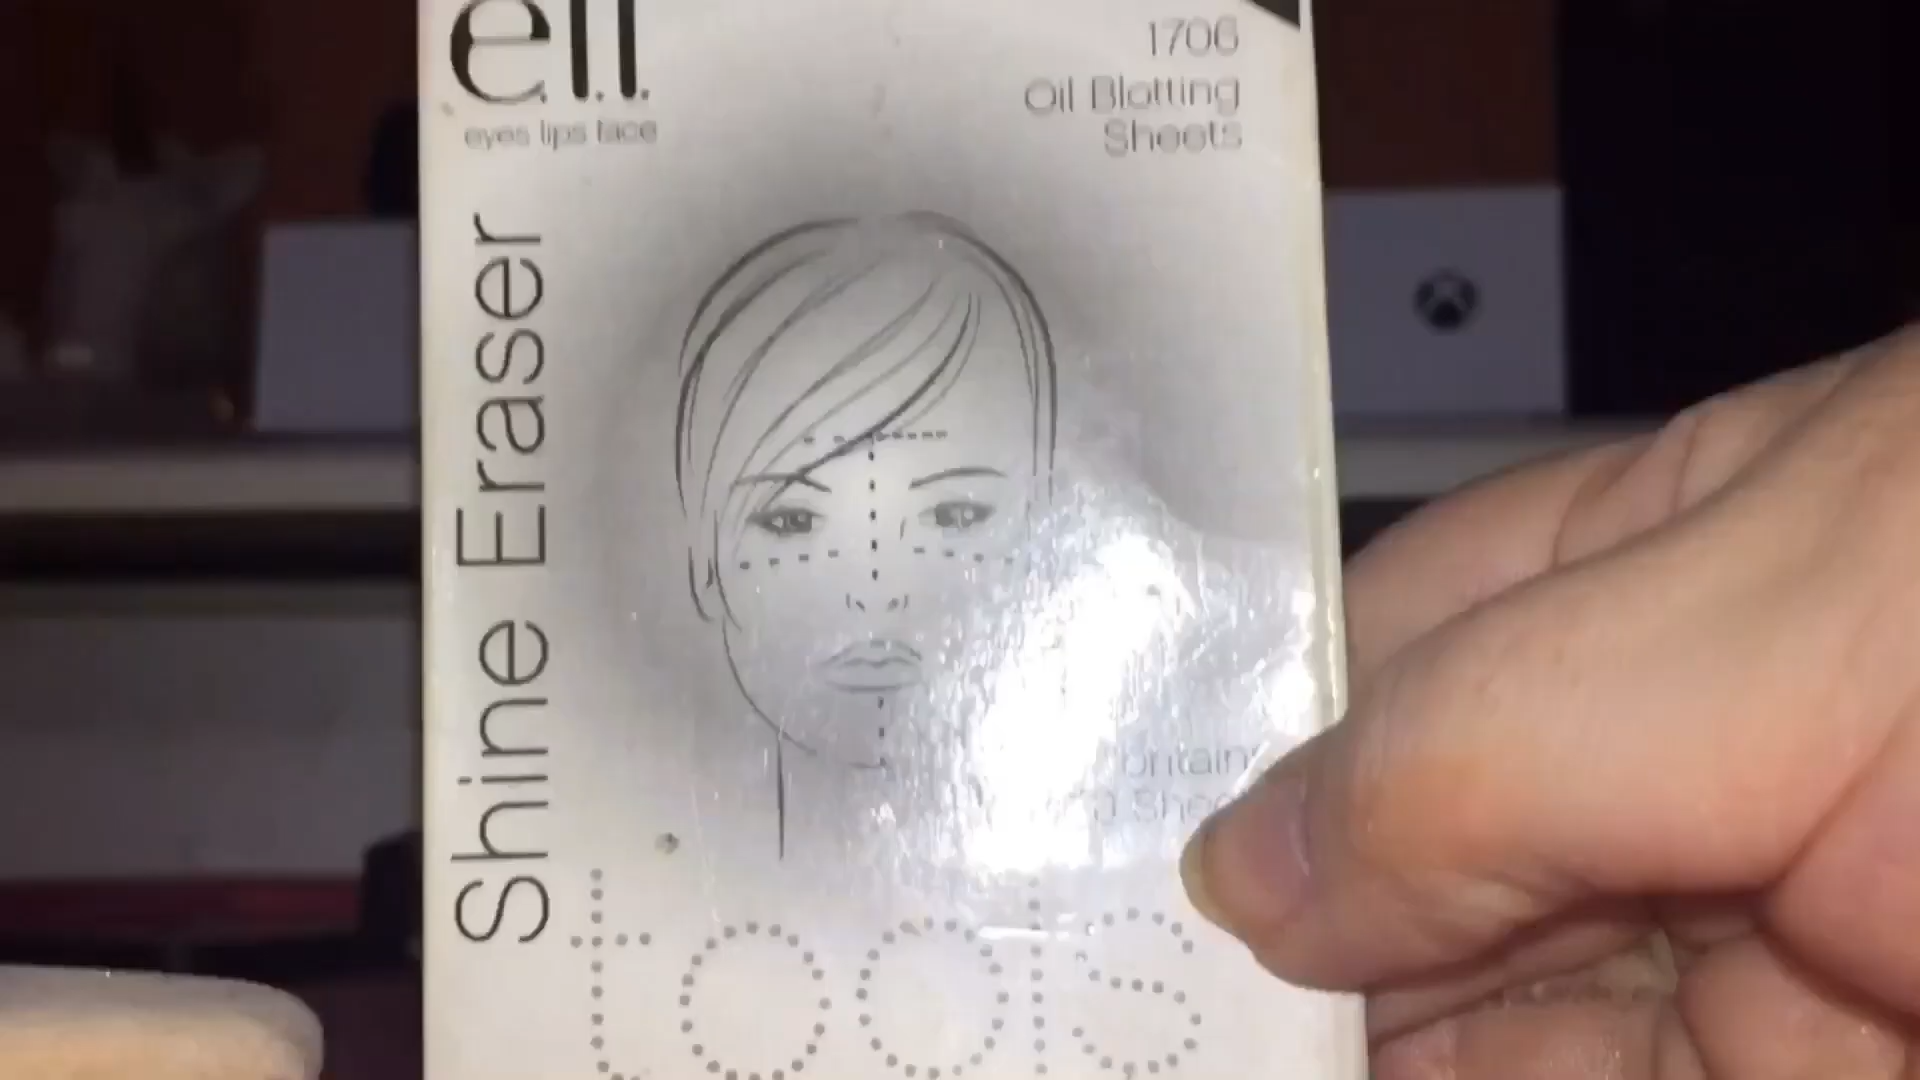 e.l.f.
eyes lips face
1706
Oil Blotting
Sheets
Shine Eraser
tools